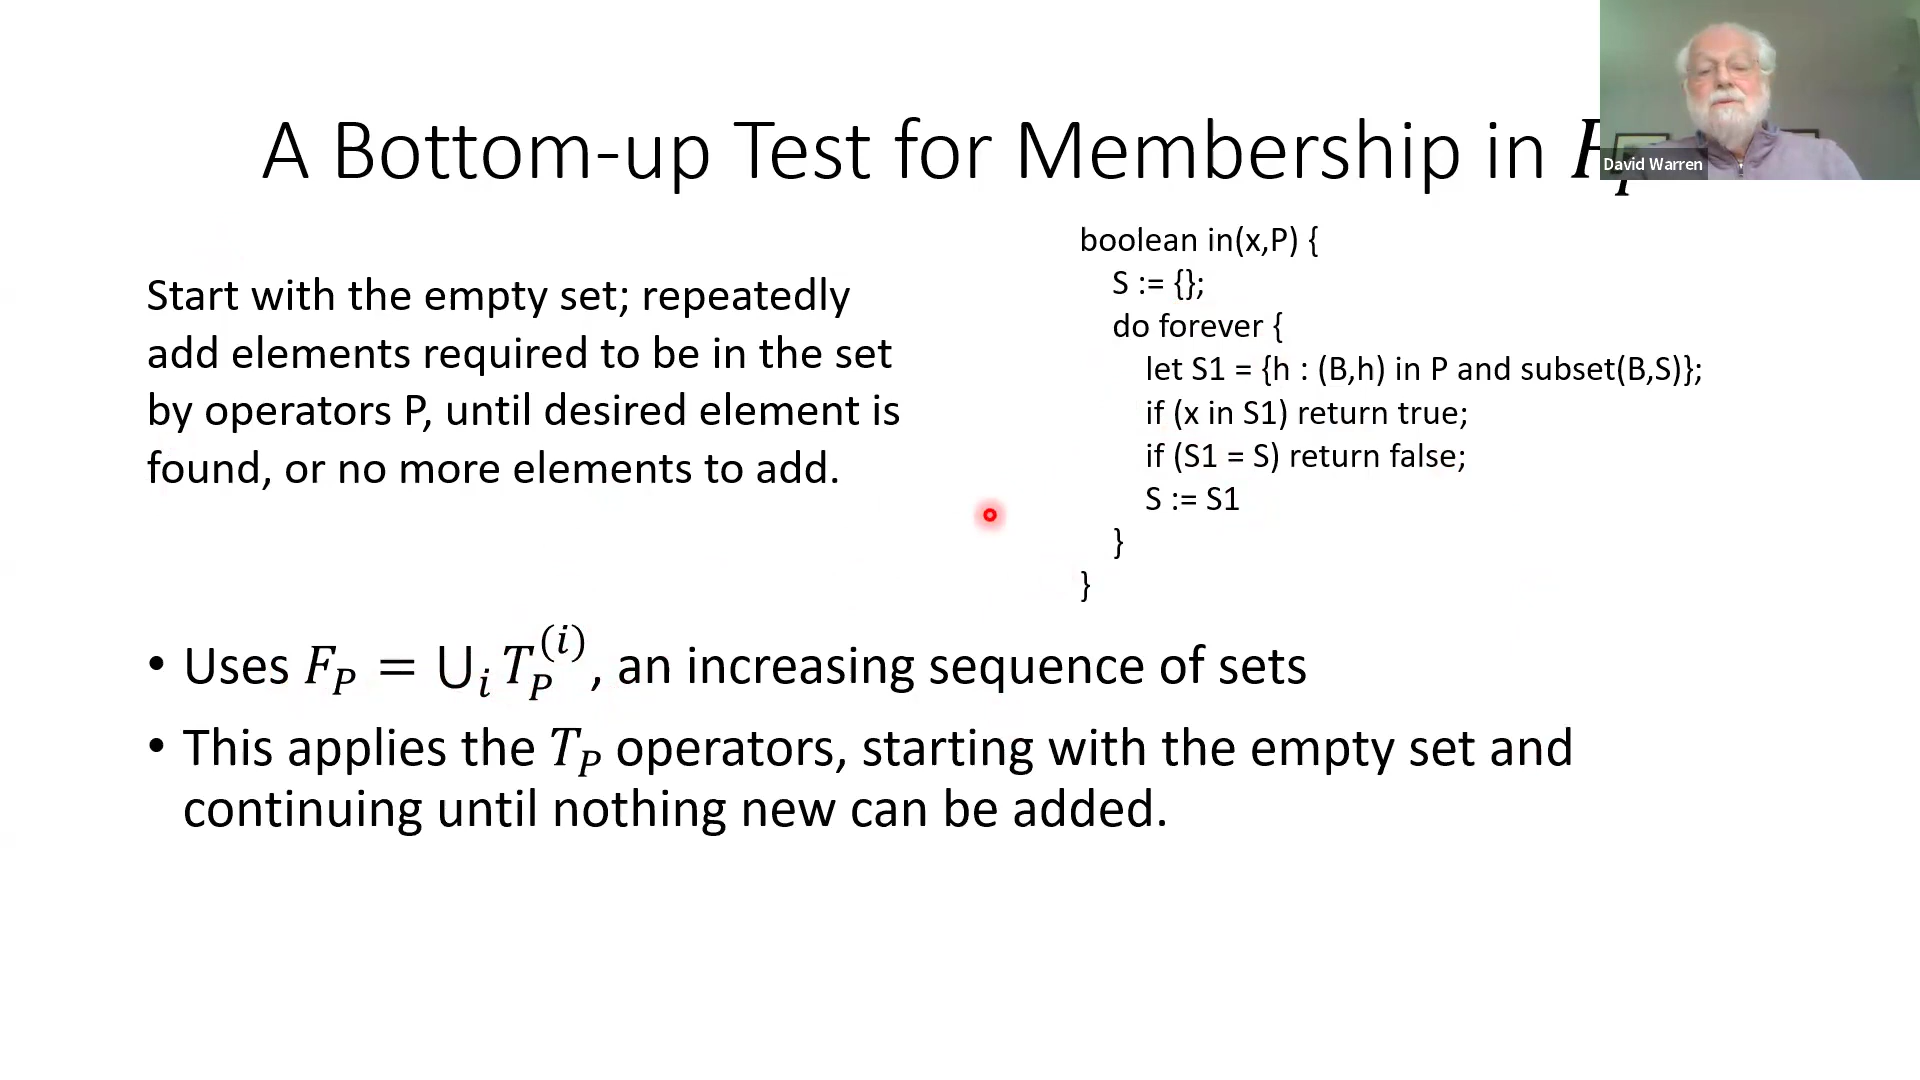 A Bottom-up Test for Membership in
David Warren
Start with the empty set; repeatedly
add elements required to be in the set
by operators P, until desired element is
found, or no more elements to add.
boolean in(x,P) {
S := {};
do forever {
let S1 = {h : (B,h) in P and subset(B,S)};
if (x in S1) return true;
if (S1 = S) return false;
S := S1
}
}
• Uses F_P = ⋃_i T_P^{(i)}, an increasing sequence of sets
• This applies the T_P operators, starting with the empty set and
continuing until nothing new can be added.